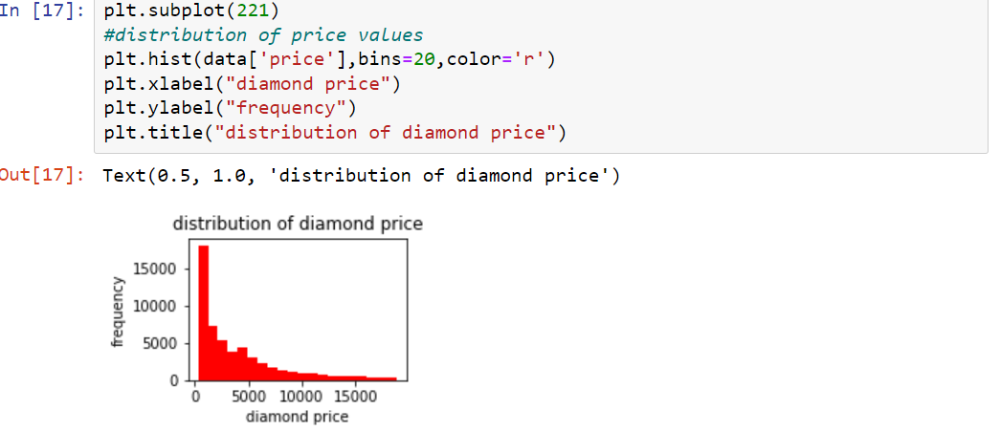 In [17]: plt.subplot(221)
#distribution of price values
plt.hist(data['price'],bins=20,color='r')
plt.xlabel("diamond price")
plt.ylabel("frequency")
plt.title("distribution of diamond price")
Out[17]: Text(0.5, 1.0, 'distribution of diamond price')
distribution of diamond price
frequency
15000
10000
5000
0
0 5000 10000 15000
diamond price